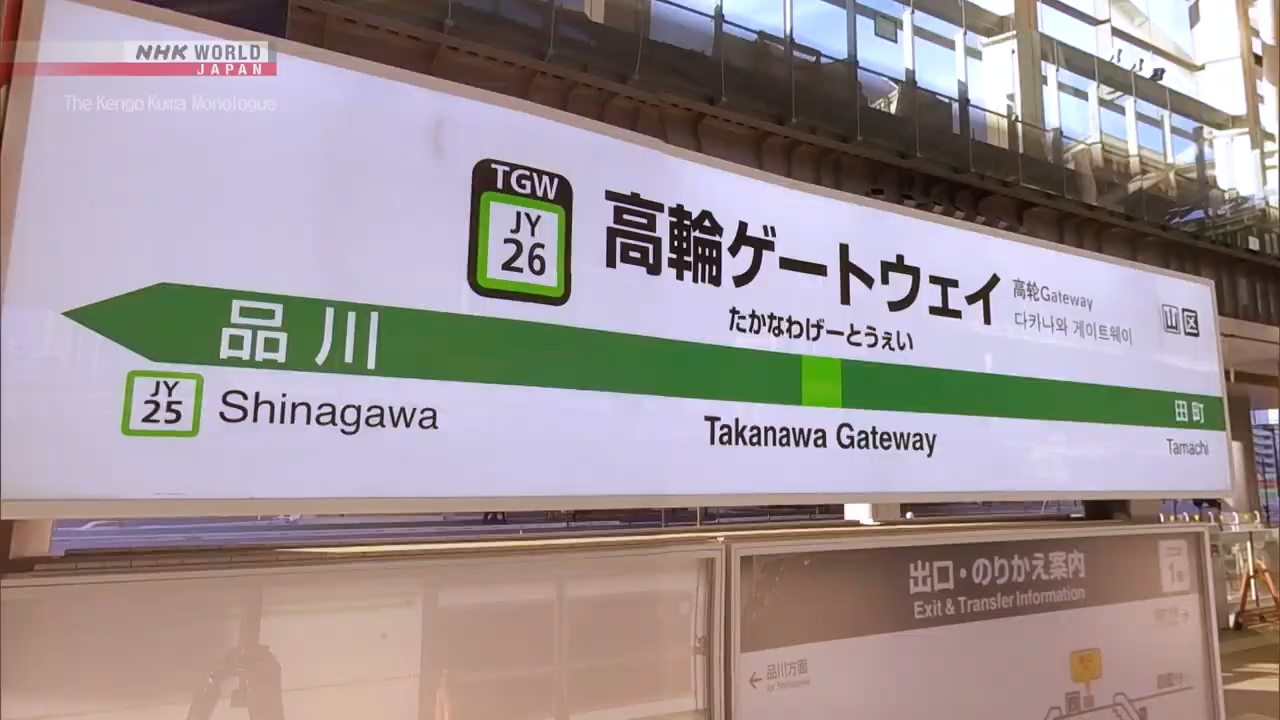 NHK WORLD
JAPAN
The Kengo Kuma Monologue
TGW
JY
26
高輪ゲートウェイ
たかなわげーとうぇい
高轮Gateway
다카나와 게이트웨이
山 区
品川
JY
25
Shinagawa
Takanawa Gateway
田町
Tamachi
出口・のりかえ案内
Exit & Transfer Information
1
← 品川方面
for Shinagawa